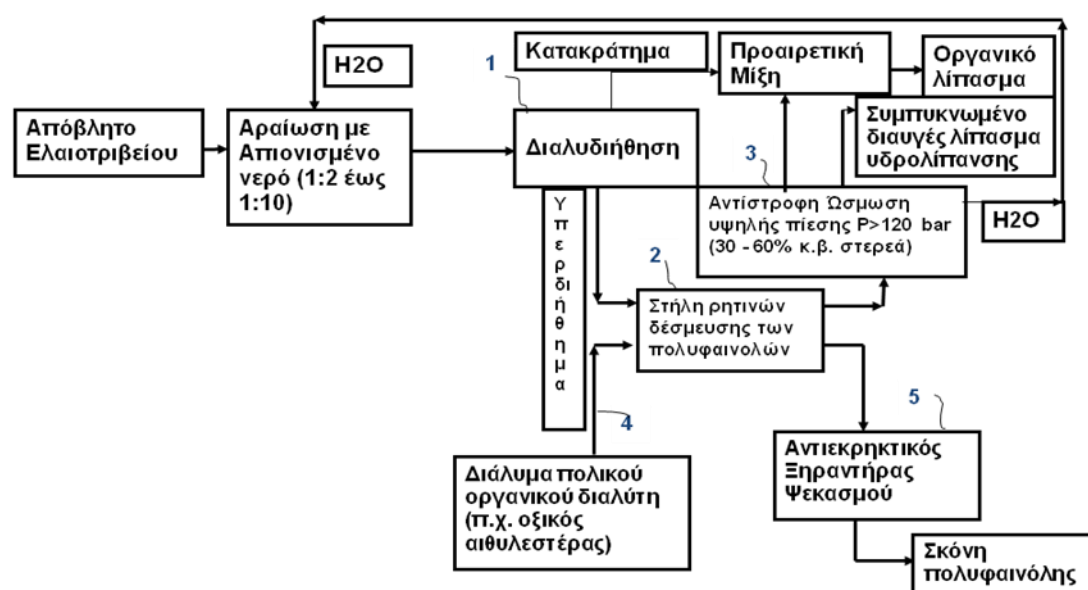 H2O
1
Κατακράτημα
Προαιρετική
Μίξη
Οργανικό
λίπασμα
Απόβλητο
Ελαιοτριβείου
Αραίωση με
Απιονισμένο
νερό (1:2 έως
1:10)
Διαλυδιήθηση
3
Συμπυκνωμένο
διαυγές λίπασμα
υδρολίπανσης
Υ
π
ε
ρ
δι
ή
θ
η
μ
α
Αντίστροφη Ώσμωση
υψηλής πίεσης P>120 bar
(30 - 60% κ.β. στερεά)
H2O
2
Στήλη ρητινών
δέσμευσης των
πολυφαινολών
4
Διάλυμα πολικού
οργανικού διαλύτη
(π.χ. οξικός
αιθυλεστέρας)
5
Αντιεκρηκτικός
Ξηραντήρας
Ψεκασμού
Σκόνη
πολυφαινόλης